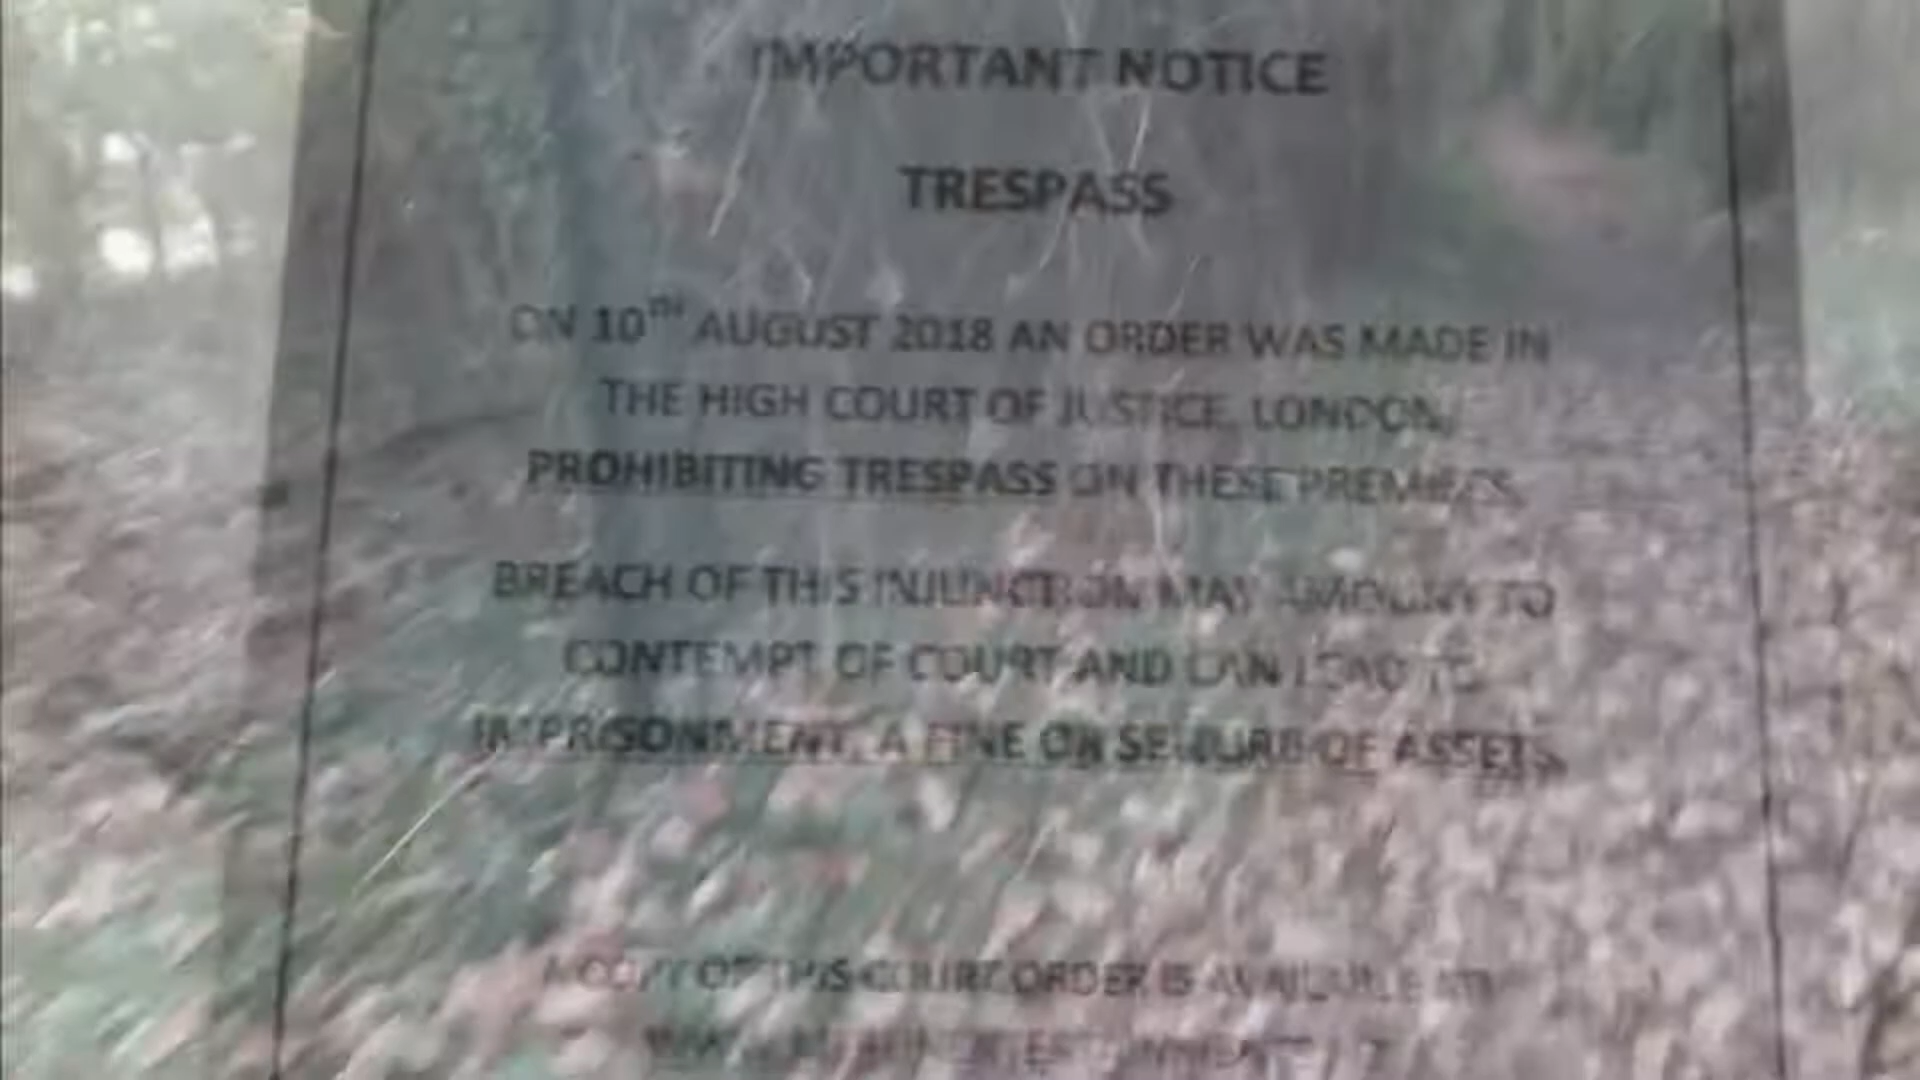 IMPORTANT NOTICE
TRESPASS
ON 10TH AUGUST 2018 AN ORDER WAS MADE IN
THE HIGH COURT OF JUSTICE, LONDON,
PROHIBITING TRESPASS ON THESE PREMISES
BREACH OF THIS INJUNCTION MAY AMOUNT TO
CONTEMPT OF COURT AND CAN LEAD TO
IMPRISONMENT, A FINE OR SEIZURE OF ASSETS.
A COPY OF THIS COURT ORDER IS AVAILABLE AT